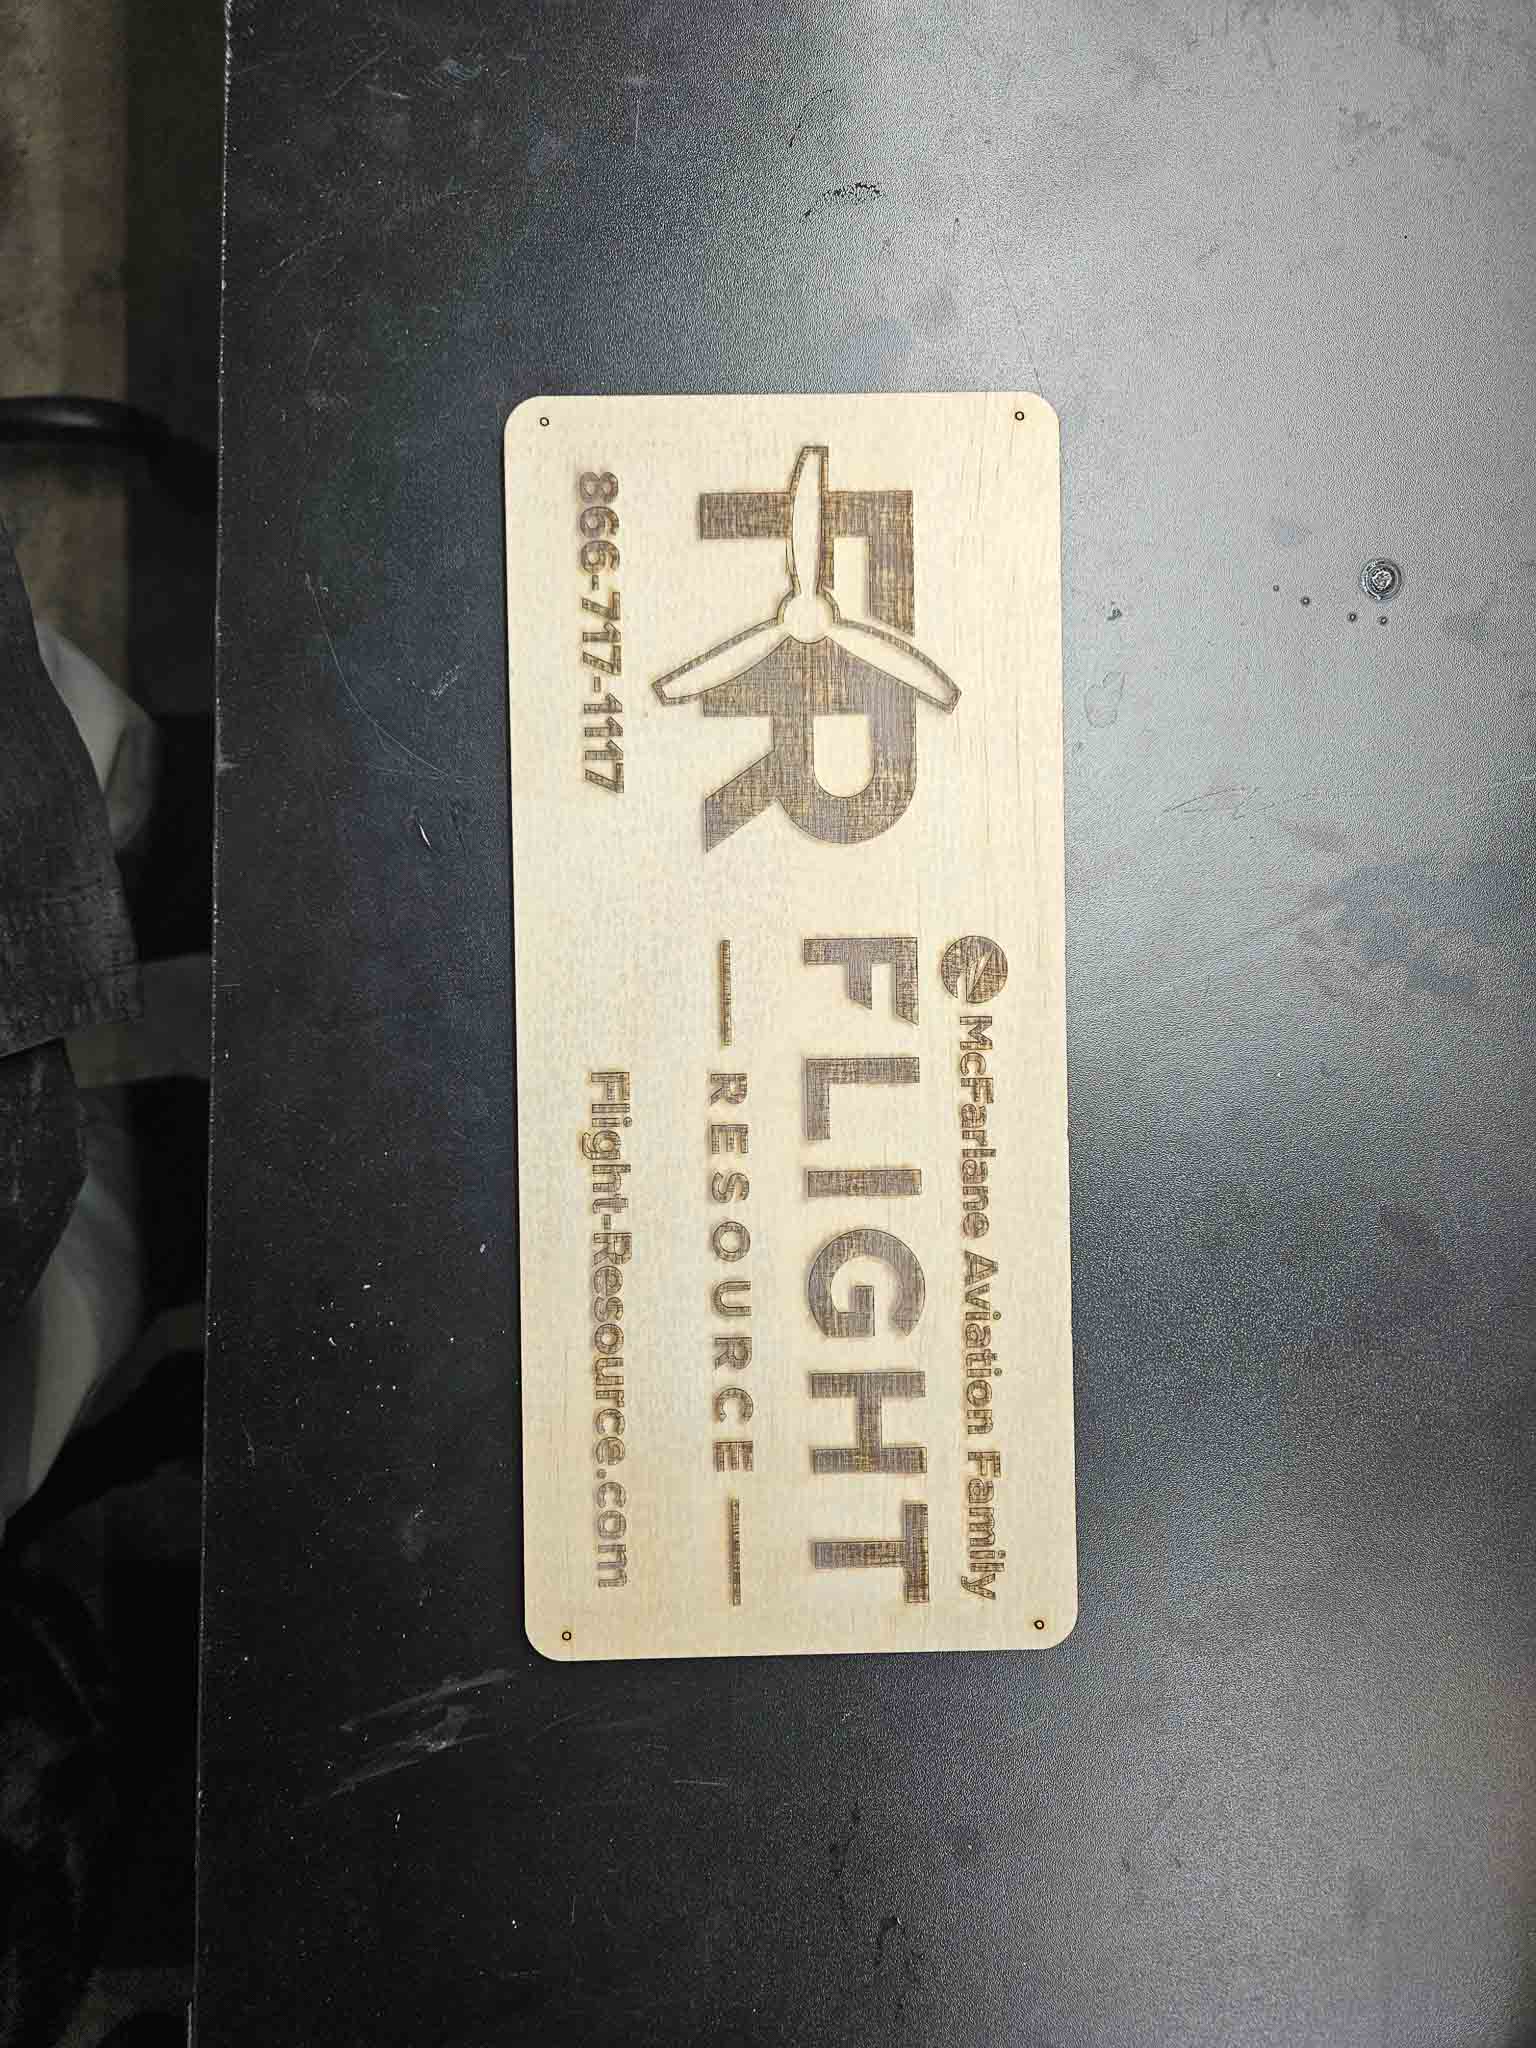 McFarlane Aviation Family
FR
FLIGHT
RESOURCE
866-717-1117
Flight-Resource.com